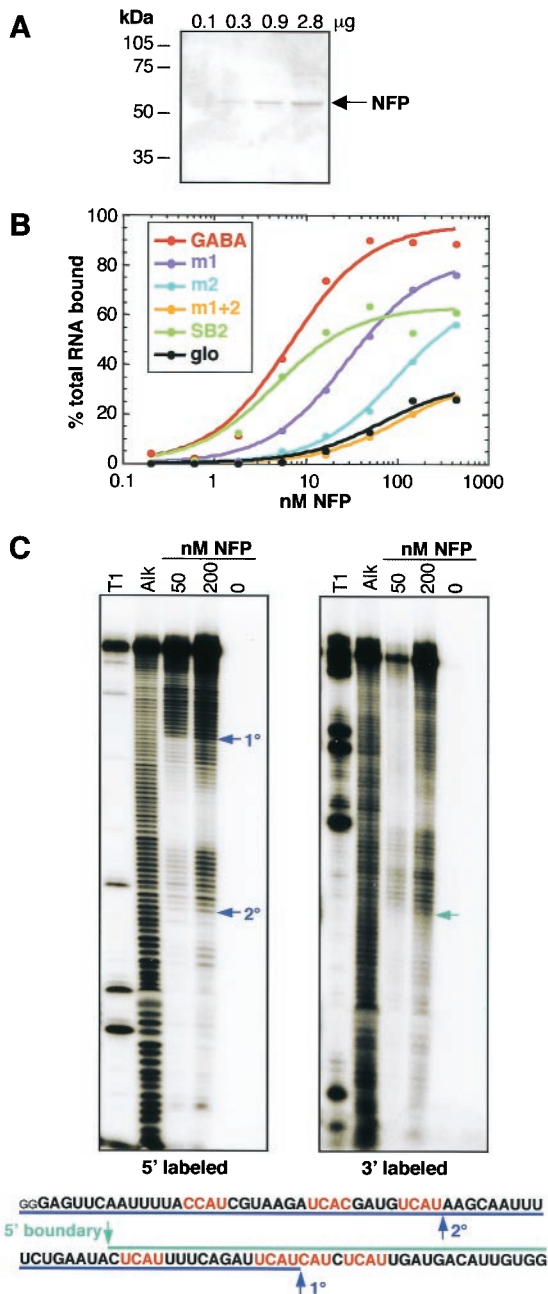 A
kDa 0.1 0.3 0.9 2.8 µg
105
75
50
35
NFP
B
100
80
60
40
20
0
% total RNA bound
GABA
m1
m2
m1+2
SB2
glo
0.1 1 10 100 1000
nM NFP
C
nM NFP
T1 Alk 50 200 0
1°
2°
5' labeled
nM NFP
T1 Alk 50 200 0
3' labeled
GGGAGUUCAAUUUUACCAUCGUAAGAUCACGAUGUCAUAAGCAAUUU
5' boundary 2°
UCUGAAUACUCAUUUUCAGAUUCAUCAUCUCAUUGAUGACAUUGUGG
1°